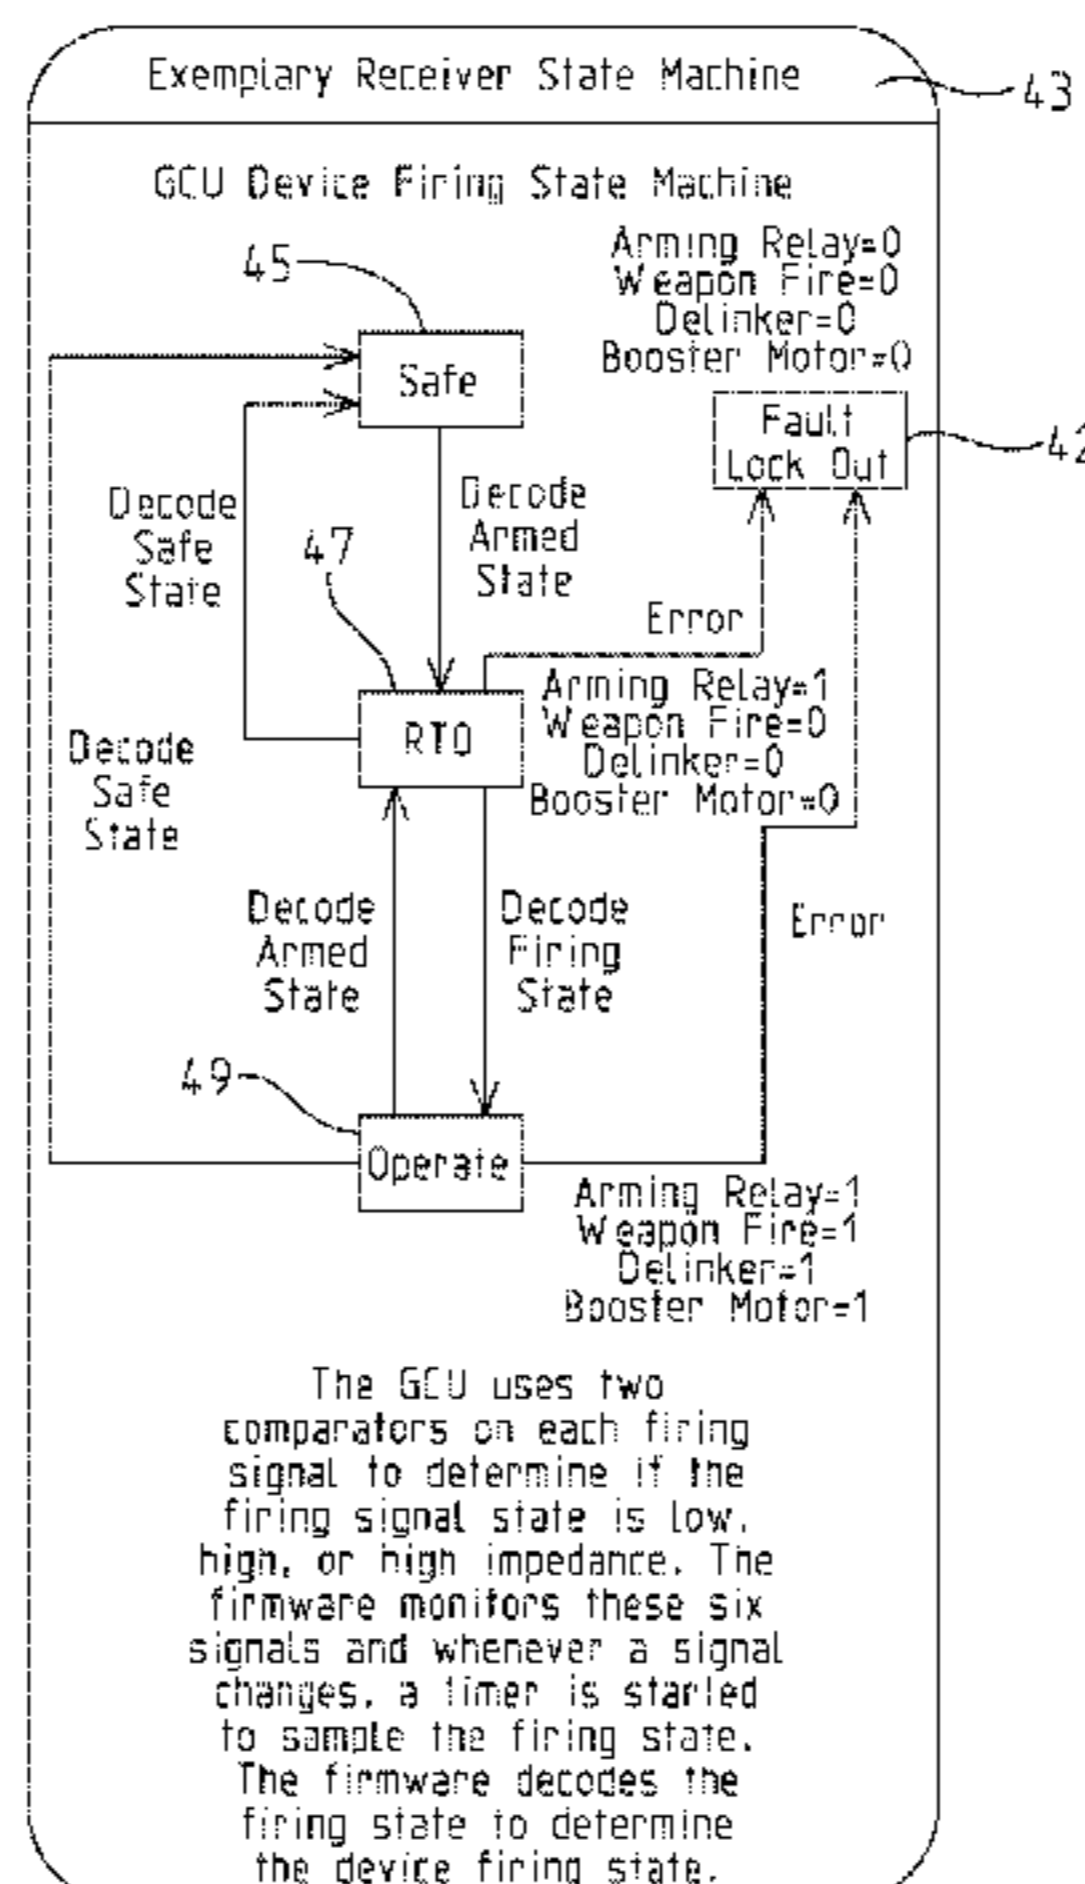 Exemplary Receiver State Machine
43
GCU Device Firing State Machine
Arming Relay=0
Weapon Fire=0
Delinker=0
Booster Motor=0
45
Safe
Fault
Lock Out
42
Decode
Safe
State
Decode
Armed
State
47
Error
RTO
Arming Relay=1
Weapon Fire=0
Delinker=0
Booster Motor=0
Decode
Safe
State
Decode
Armed
State
Decode
Firing
State
Error
49
Operate
Arming Relay=1
Weapon Fire=1
Delinker=1
Booster Motor=1
The GCU uses two
comparators on each firing
signal to determine if the
firing signal state is low,
high, or high impedance. The
firmware monitors these six
signals and whenever a signal
changes, a timer is started
to sample the firing state.
The firmware decodes the
firing state to determine
the device firing state.